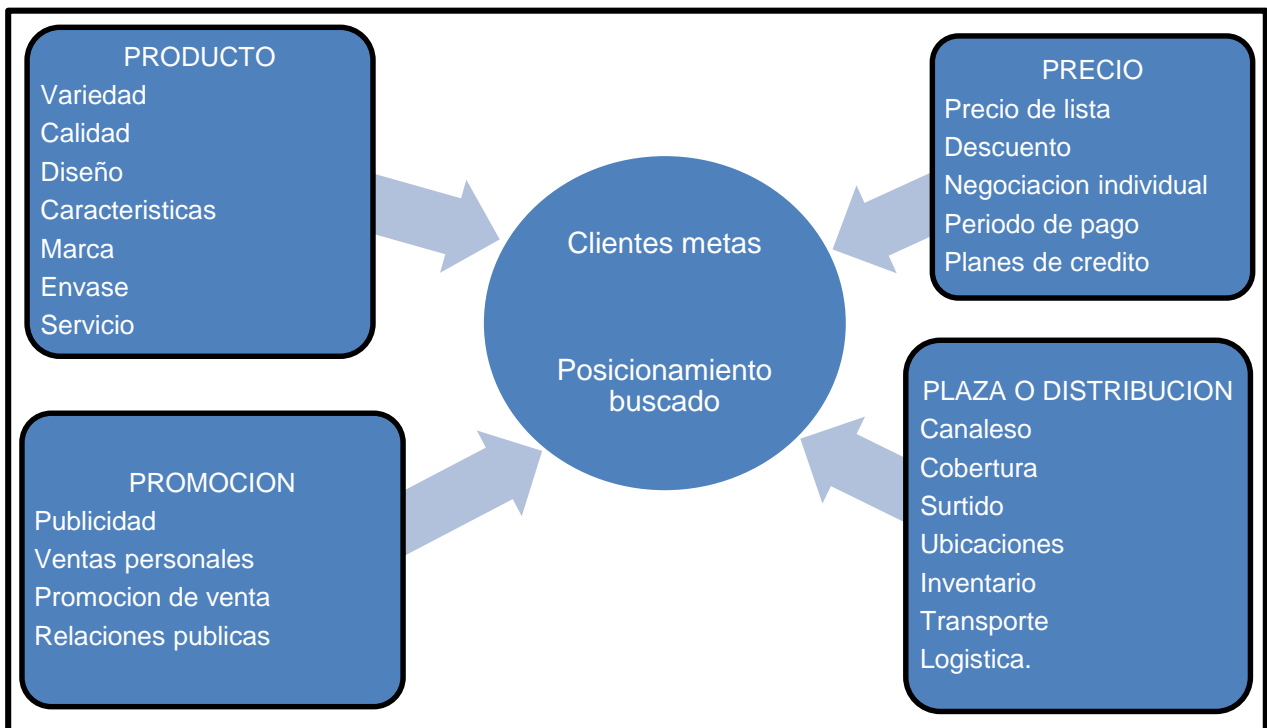 PRODUCTO
Variedad
Calidad
Diseño
Caracteristicas
Marca
Envase
Servicio
PRECIO
Precio de lista
Descuento
Negociacion individual
Periodo de pago
Planes de credito
Clientes metas
Posicionamiento
buscado
PROMOCION
Publicidad
Ventas personales
Promocion de venta
Relaciones publicas
PLAZA O DISTRIBUCION
Canaleso
Cobertura
Surtido
Ubicaciones
Inventario
Transporte
Logistica.